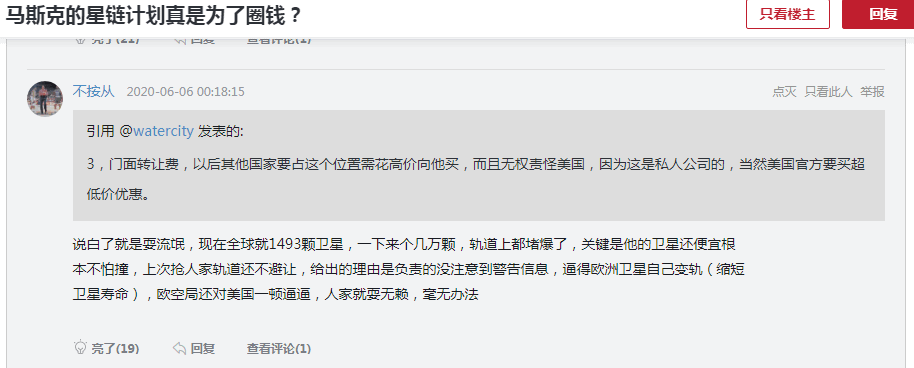 马斯克的星链计划真是为了圈钱？
只看楼主
回复
亮了(21)
回复
查看评论(1)
不按从 2020-06-06 00:18:15
点灭 只看此人 举报
引用 @watercity 发表的:
3，门面转让费，以后其他国家要占这个位置需花高价向他买，而且无权责怪美国，因为这是私人公司的，当然美国官方要买超
低价优惠。
说白了就是耍流氓，现在全球就1493颗卫星，一下来个几万颗，轨道上都堵爆了，关键是他的卫星还便宜根
本不怕撞，上次抢人家轨道还不避让，给出的理由是负责的没注意到警告信息，逼得欧洲卫星自己变轨（缩短
卫星寿命），欧空局还对美国一顿逼逼，人家就耍无赖，毫无办法
亮了(19)
回复
查看评论(1)